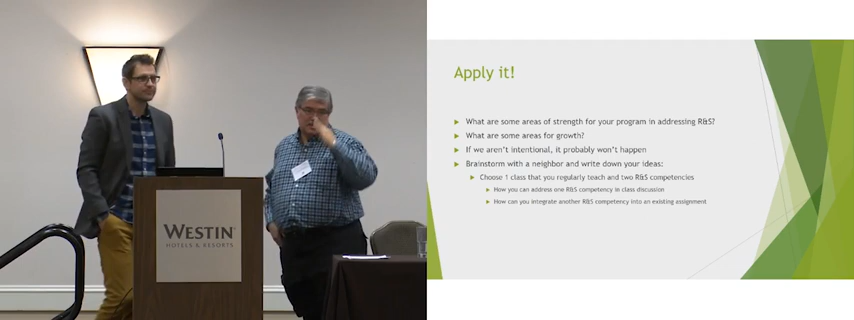 WESTIN
HOTELS & RESORTS
Apply it!
What are some areas of strength for your program in addressing R&S?
What are some areas for growth?
If we aren't intentional, it probably won't happen
Brainstorm with a neighbor and write down your ideas:
Choose 1 class that you regularly teach and two R&S competencies
How you can address one R&S competency in class discussion
How can you integrate another R&S competency into an existing assignment